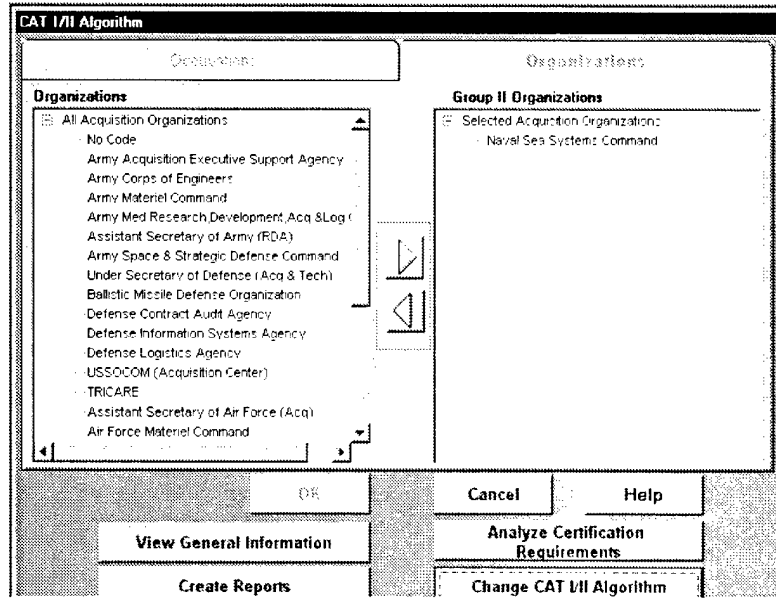 CAT I/II Algorithm
Occupations
Organizations
Organizations
All Acquisition Organizations
No Code
Army Acquisition Executive Support Agency
Army Corps of Engineers
Army Materiel Command
Army Med Research,Development,Acq &Log
Assistant Secretary of Army (RDA)
Army Space & Strategic Defense Command
Under Secretary of Defense (Acq & Tech)
Ballistic Missile Defense Organization
Defense Contract Audit Agency
Defense Information Systems Agency
Defense Logistics Agency
USSOCOM (Acquisition Center)
TRICARE
Assistant Secretary of Air Force (Acq)
Air Force Materiel Command
Group II Organizations
Selected Acquisition Organizations
Naval Sea Systems Command
OK
Cancel
Help
View General Information
Analyze Certification
Requirements
Create Reports
Change CAT I/II Algorithm